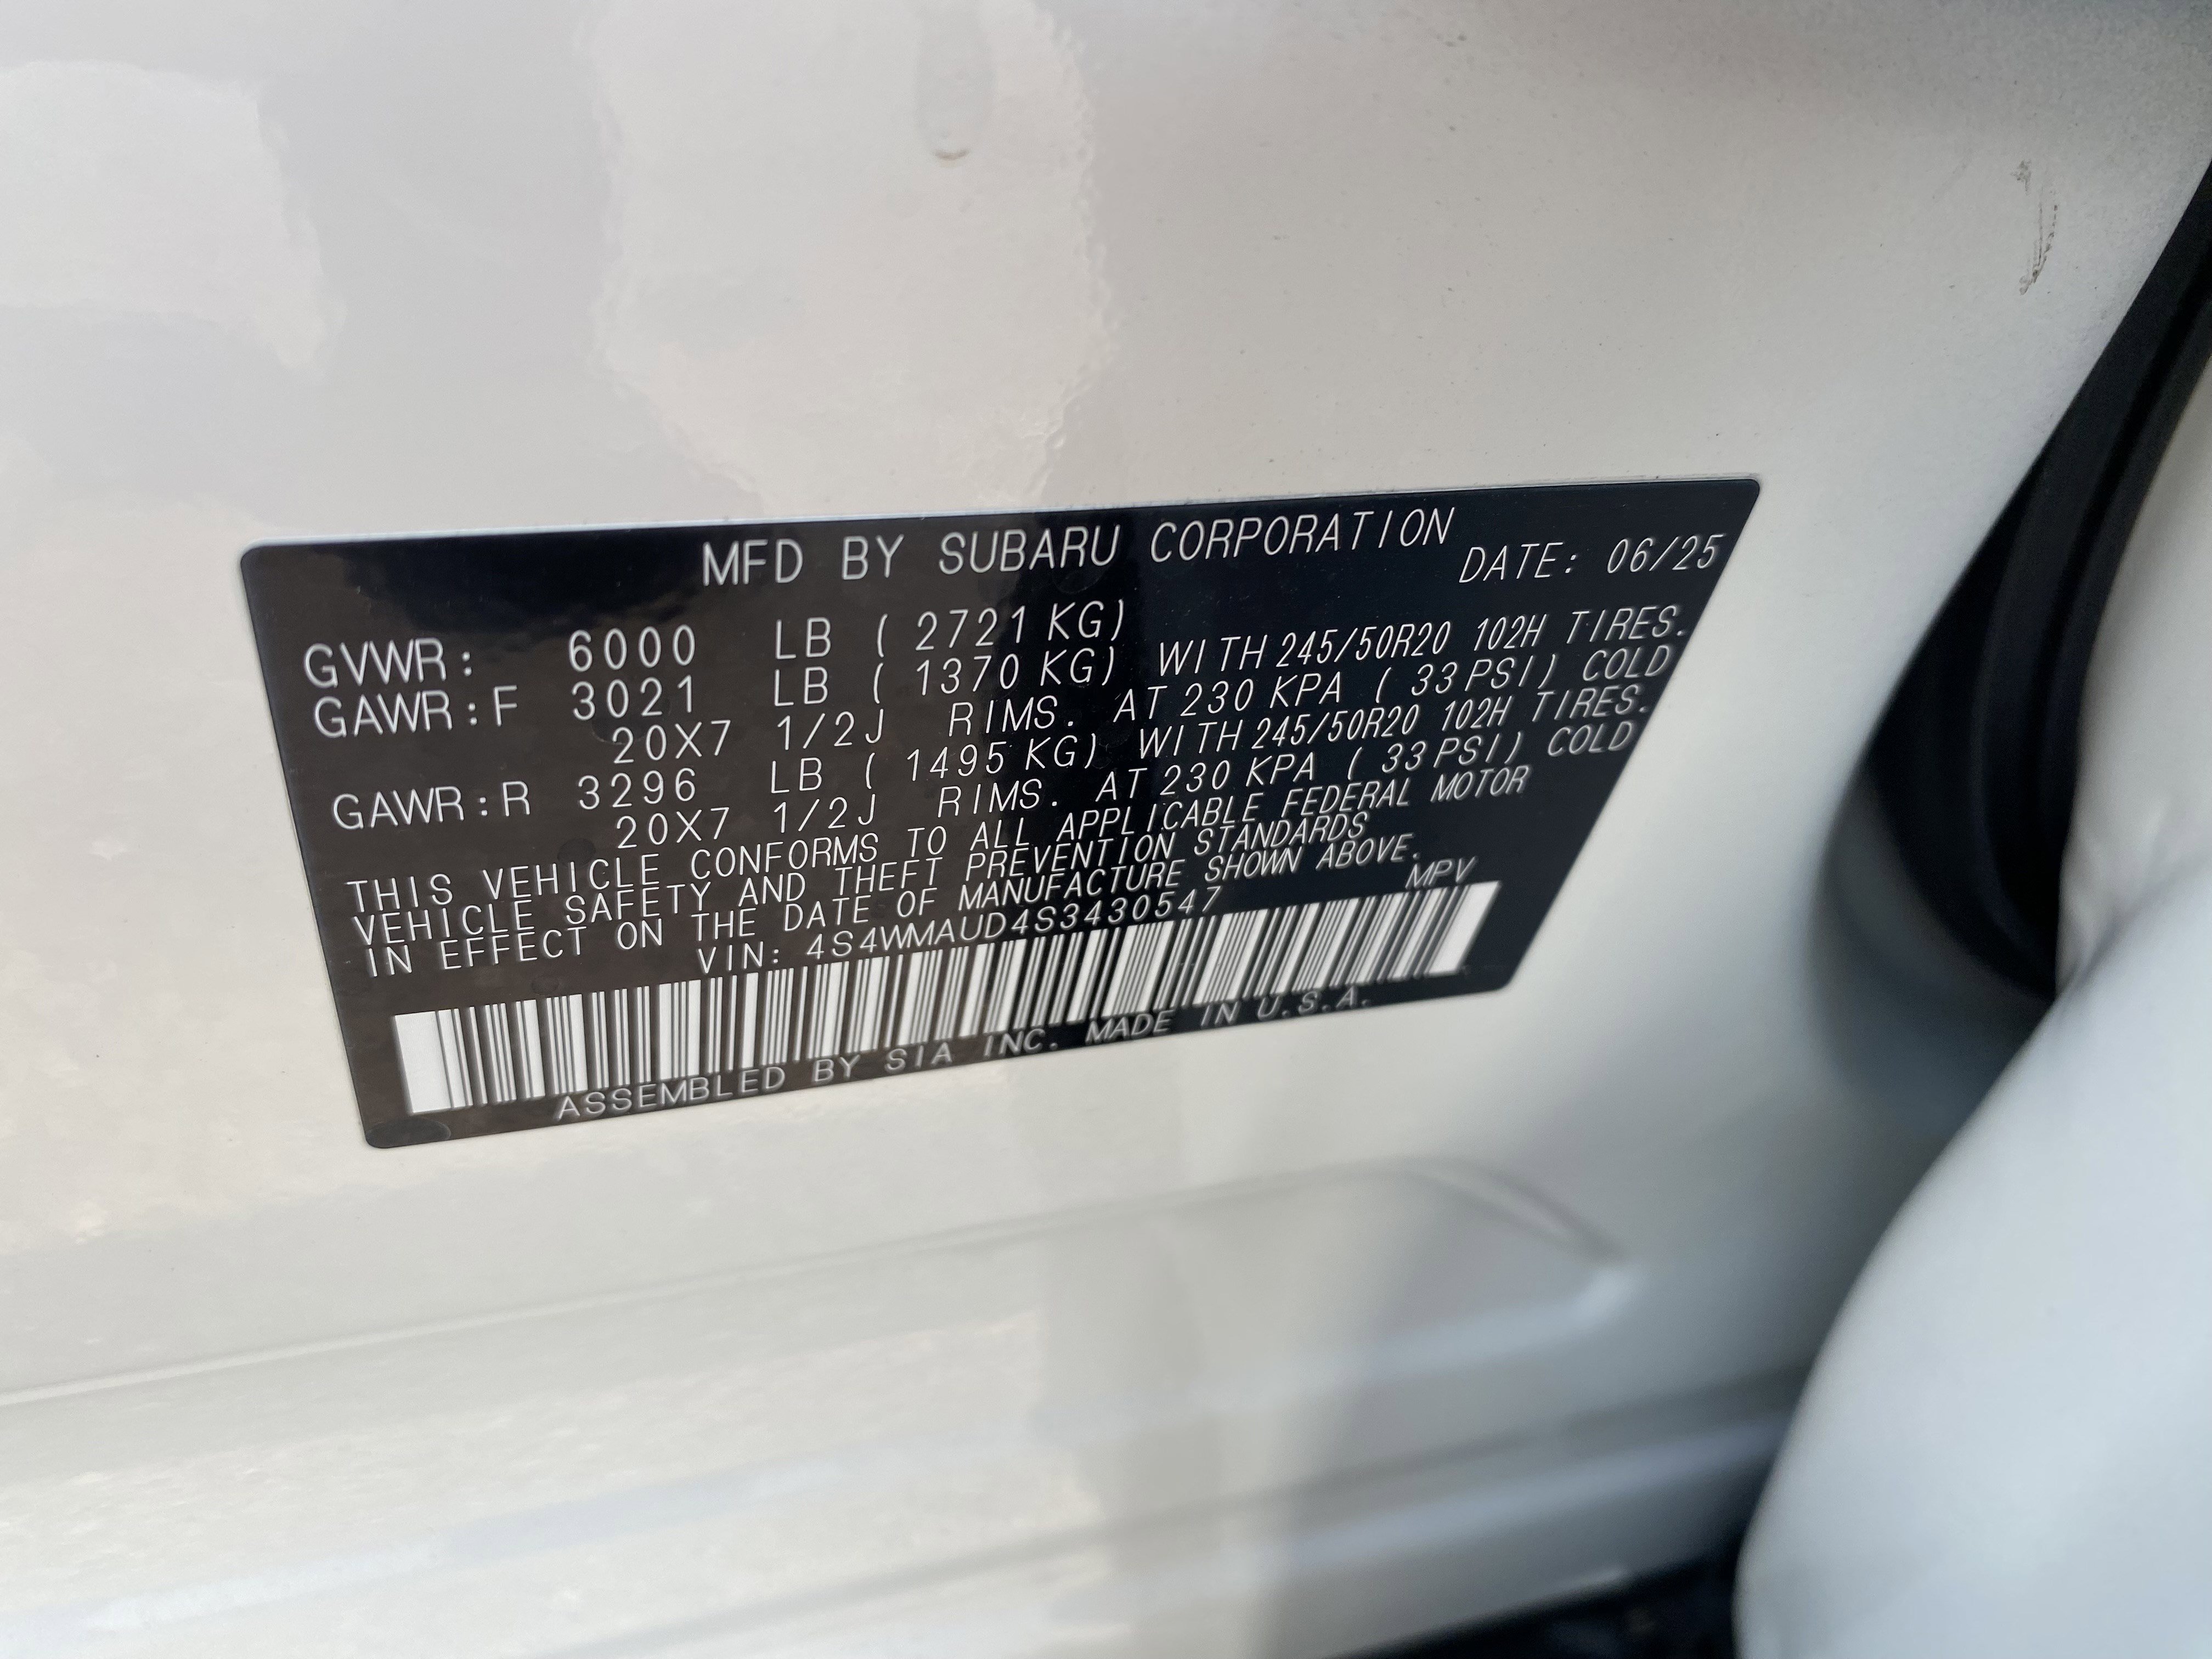 MFD BY SUBARU CORPORATION
DATE: 06/25
GVWR: 6000 LB ( 2721 KG)
GAWR:F 3021 LB ( 1370 KG) WITH 245/50R20 102H TIRES.
20X7 1/2J RIMS. AT 230 KPA ( 33 PSI) COLD
GAWR:R 3296 LB ( 1495 KG) WITH 245/50R20 102H TIRES.
20X7 1/2J RIMS. AT 230 KPA ( 33 PSI) COLD
THIS VEHICLE CONFORMS TO ALL APPLICABLE FEDERAL MOTOR
VEHICLE SAFETY AND THEFT PREVENTION STANDARDS
IN EFFECT ON THE DATE OF MANUFACTURE SHOWN ABOVE.
VIN: 4S4WMAUD4S3430547 MPV
ASSEMBLED BY SIA INC. MADE IN U.S.A.